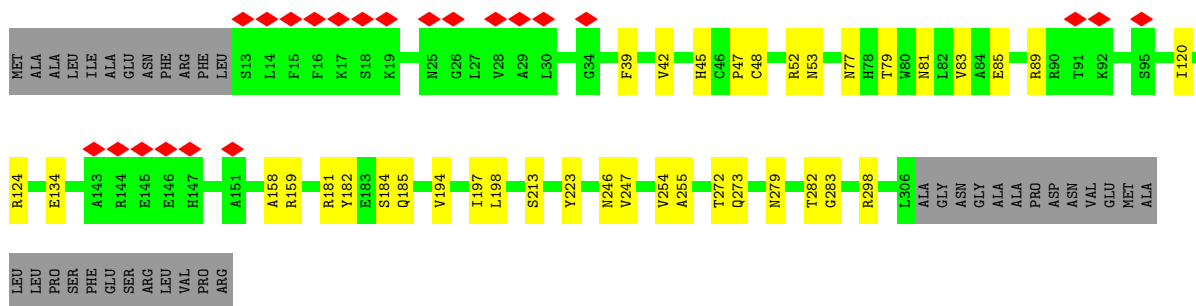 MET ALA ALA LEU ILE ALA GLU ASN PHE ARG PHE LEU S13 L14 F15 F16 K17 S18 K19 N25 G26 L27 V28 A29 L30 G34 F39 V42 H45 C46 P47 C48 R52 N53 N77 H78 T79 W80 N81 L82 V83 A84 E85 R89 R90 T91 K92 S95 I120
R124 E134 A143 R144 E145 E146 H147 A151 A158 R159 R181 Y182 E183 S184 Q185 V194 I197 L198 S213 Y223 N246 V247 V254 A255 T272 Q273 N279 T282 G283 R298 L306 ALA GLY ASN GLY ALA ALA PRO ASP ASN VAL GLU MET ALA
LEU LEU PRO SER PHE GLU SER ARG LEU VAL PRO ARG